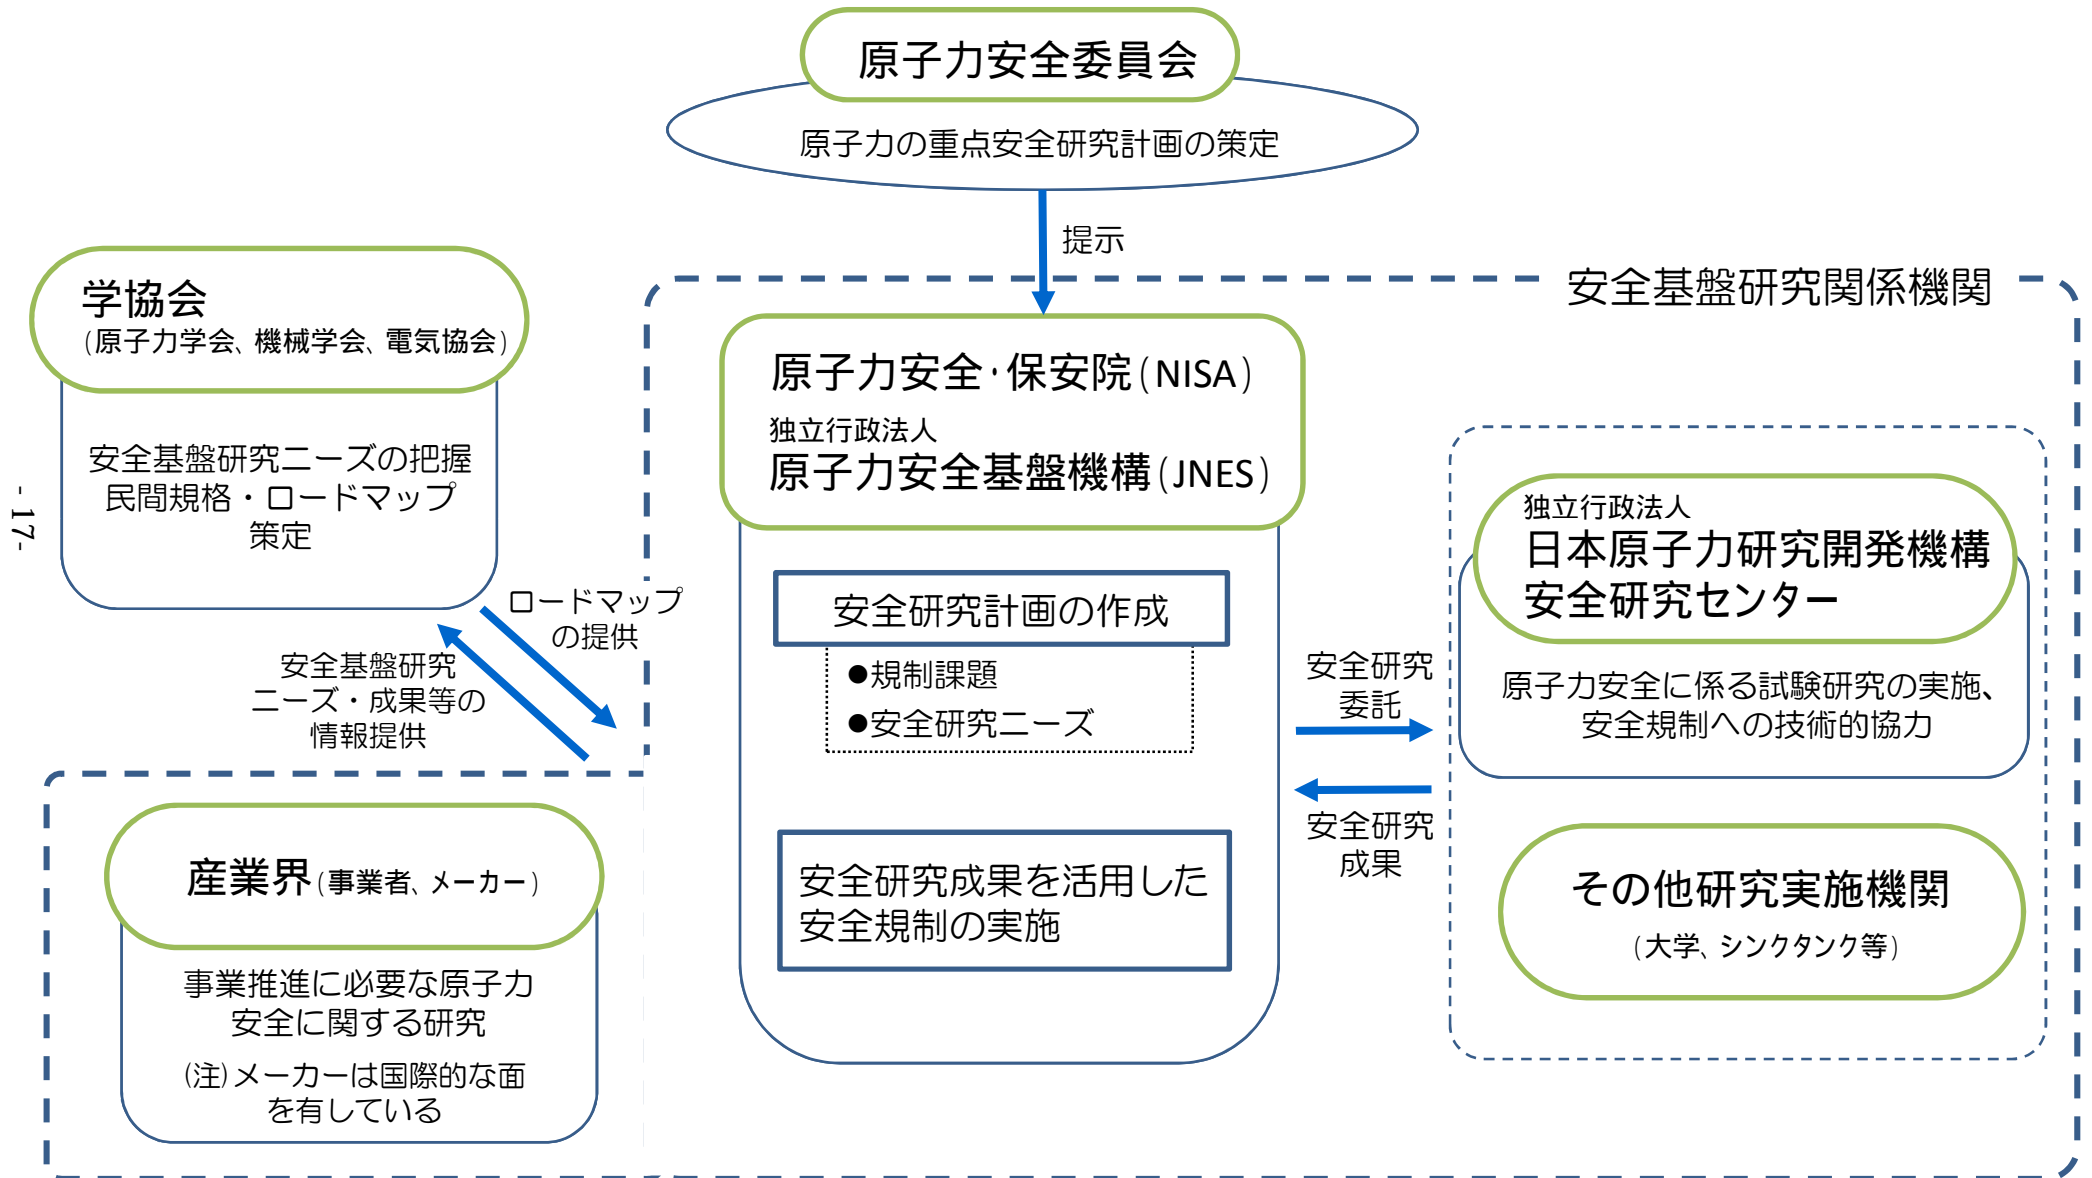 原子力安全委員会
原子力の重点安全研究計画の策定
提示
安全基盤研究関係機関
学協会
(原子力学会、機械学会、電気協会)
安全基盤研究ニーズの把握
民間規格・ロードマップ
策定
- 17 -
ロードマップ
の提供
安全基盤研究
ニーズ・成果等の
情報提供
産業界(事業者、メーカー)
事業推進に必要な原子力
安全に関する研究
(注)メーカーは国際的な面
を有している
原子力安全・保安院(NISA)
独立行政法人
原子力安全基盤機構(JNES)
安全研究計画の作成
●規制課題
●安全研究ニーズ
安全研究成果を活用した
安全規制の実施
安全研究
委託
安全研究
成果
独立行政法人
日本原子力研究開発機構
安全研究センター
原子力安全に係る試験研究の実施、
安全規制への技術的協力
その他研究実施機関
(大学、シンクタンク等)